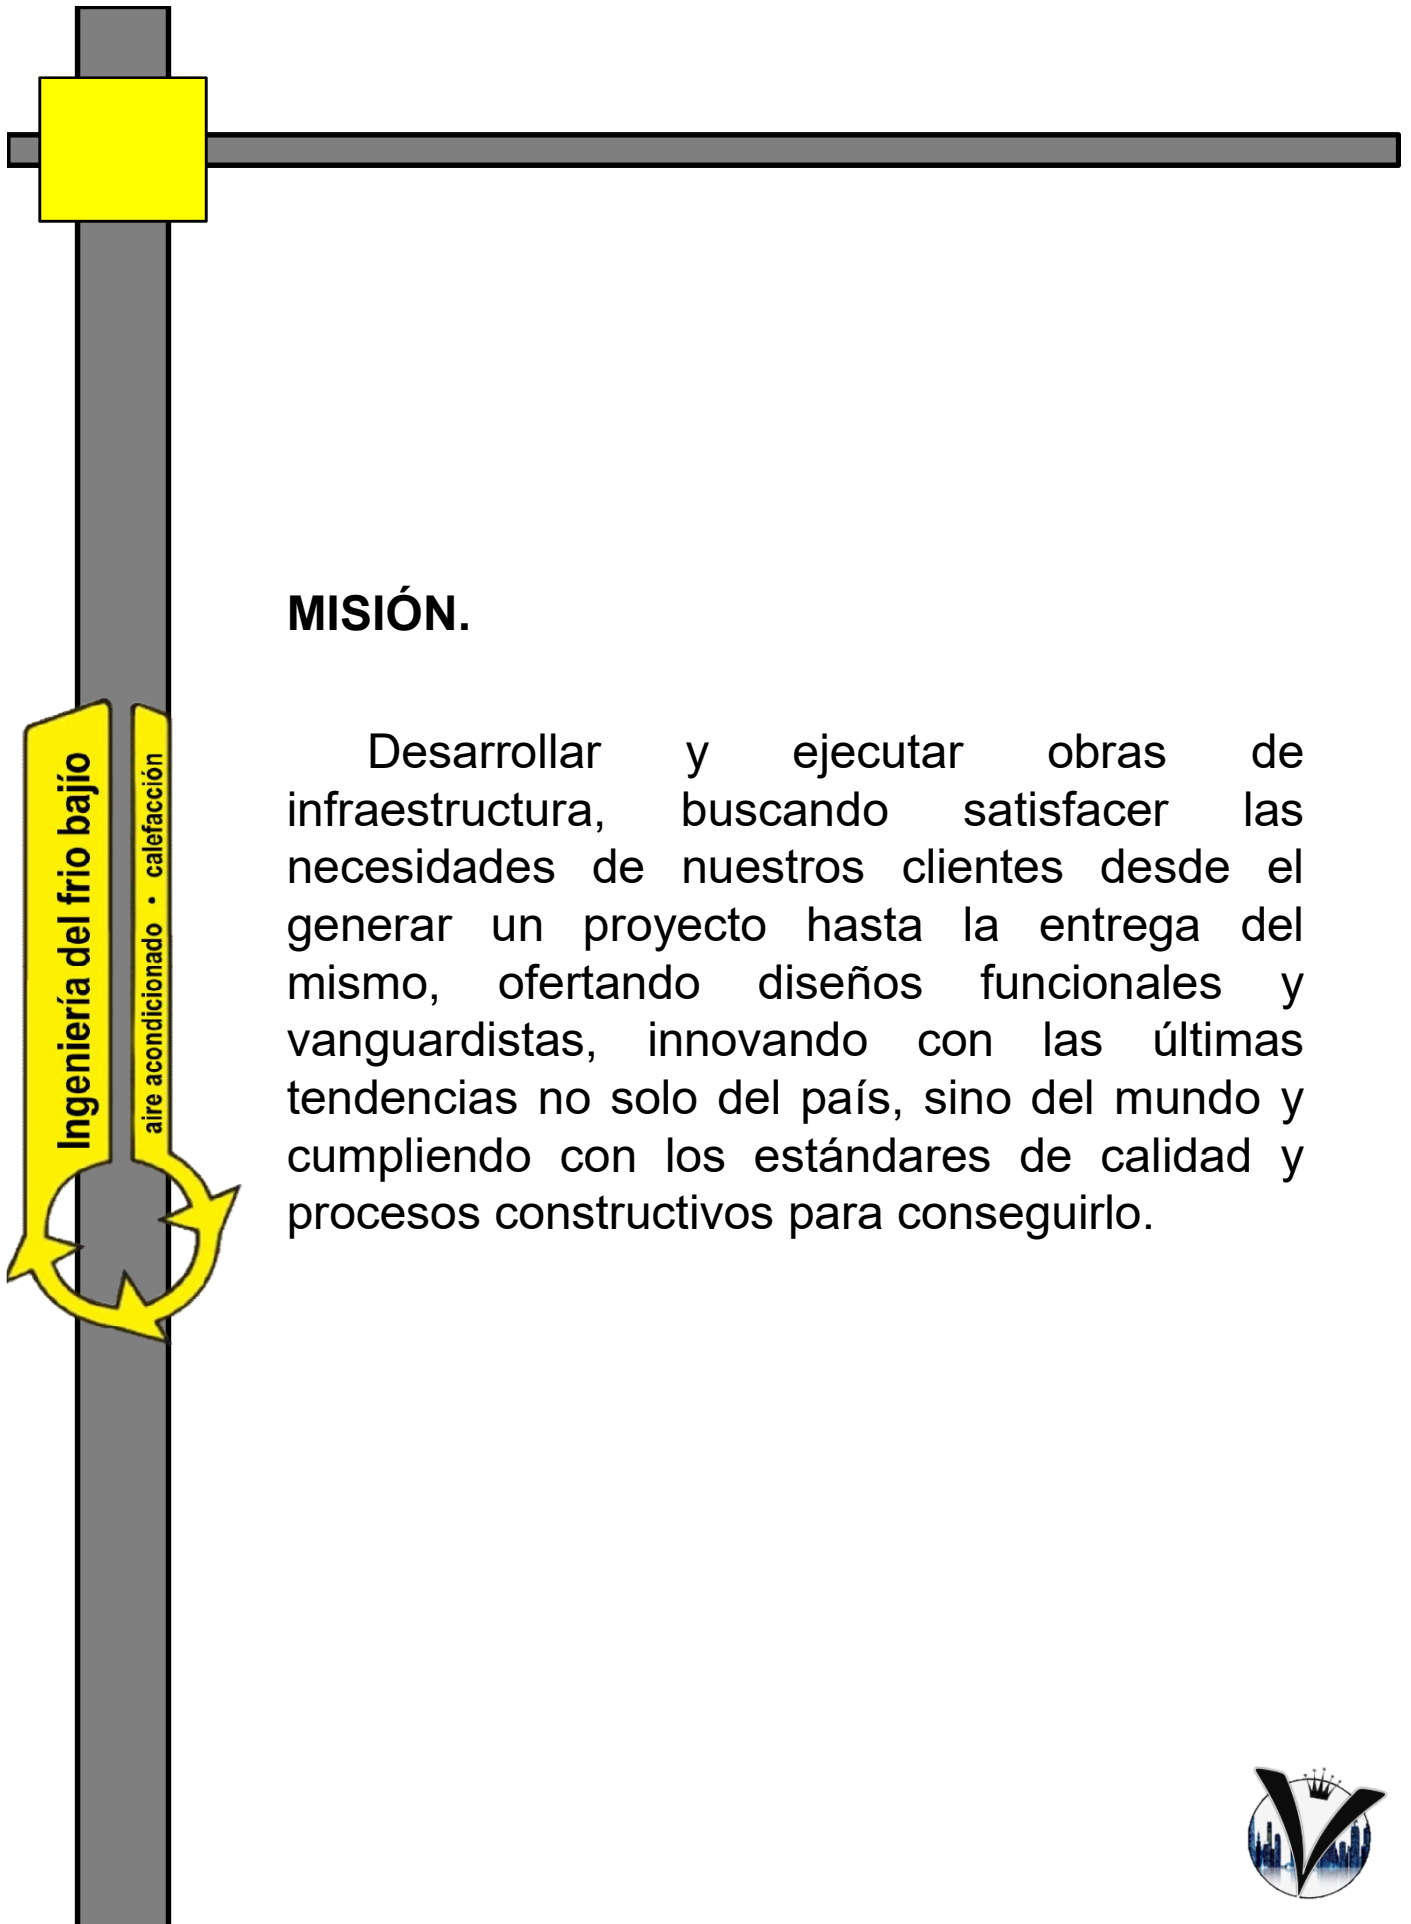 MISIÓN.
Desarrollar y ejecutar obras de
infraestructura, buscando satisfacer las
necesidades de nuestros clientes desde el
generar un proyecto hasta la entrega del
mismo, ofertando diseños funcionales y
vanguardistas, innovando con las últimas
tendencias no solo del país, sino del mundo y
cumpliendo con los estándares de calidad y
procesos constructivos para conseguirlo.
Ingeniería del frio bajío
aire acondicionado • calefacción
V